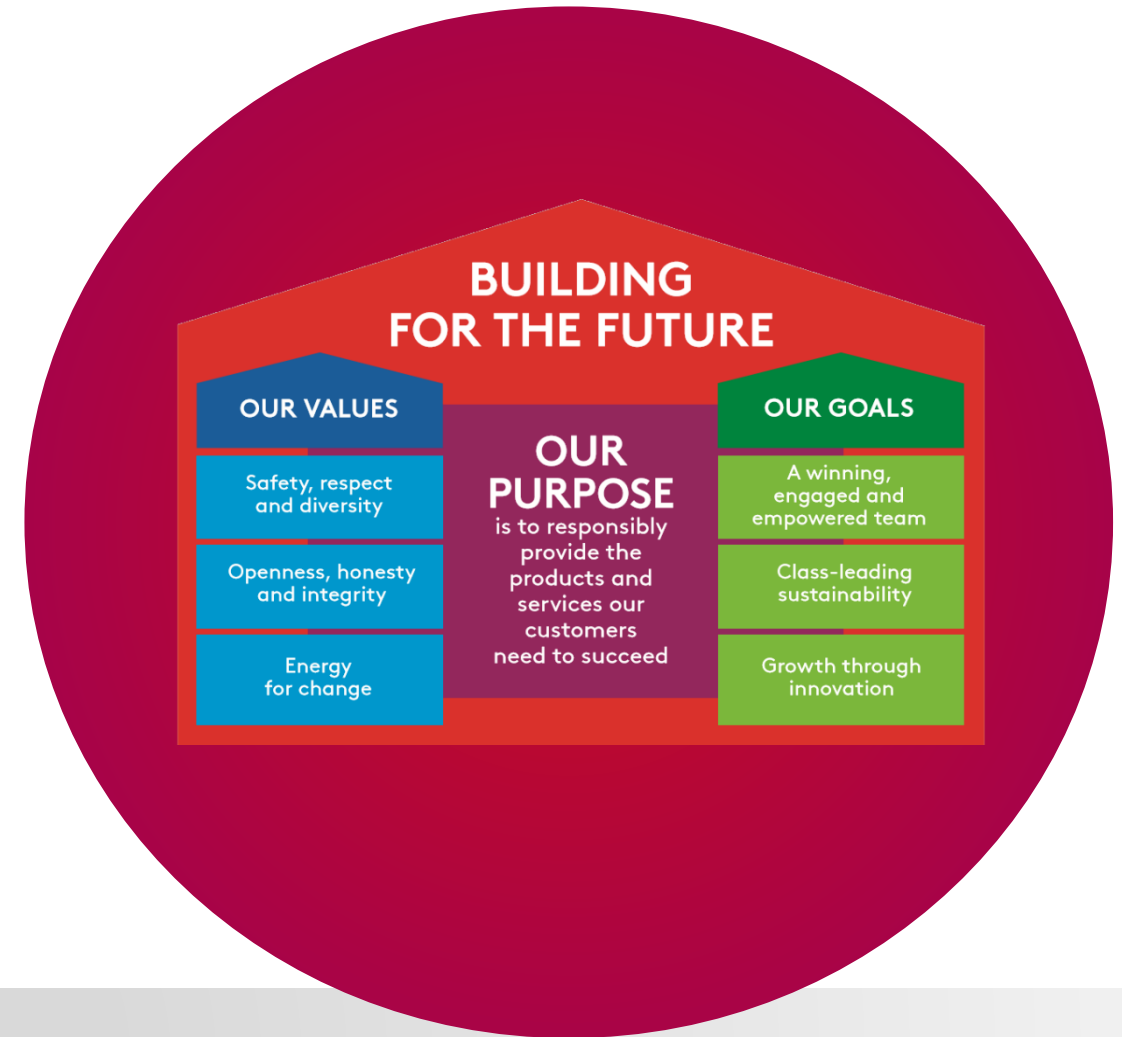 BUILDING
FOR THE FUTURE
OUR VALUES
Safety, respect
and diversity
Openness, honesty
and integrity
Energy
for change
OUR
PURPOSE
is to responsibly
provide the
products and
services our
customers
need to succeed
OUR GOALS
A winning,
engaged and
empowered team
Class-leading
sustainability
Growth through
innovation